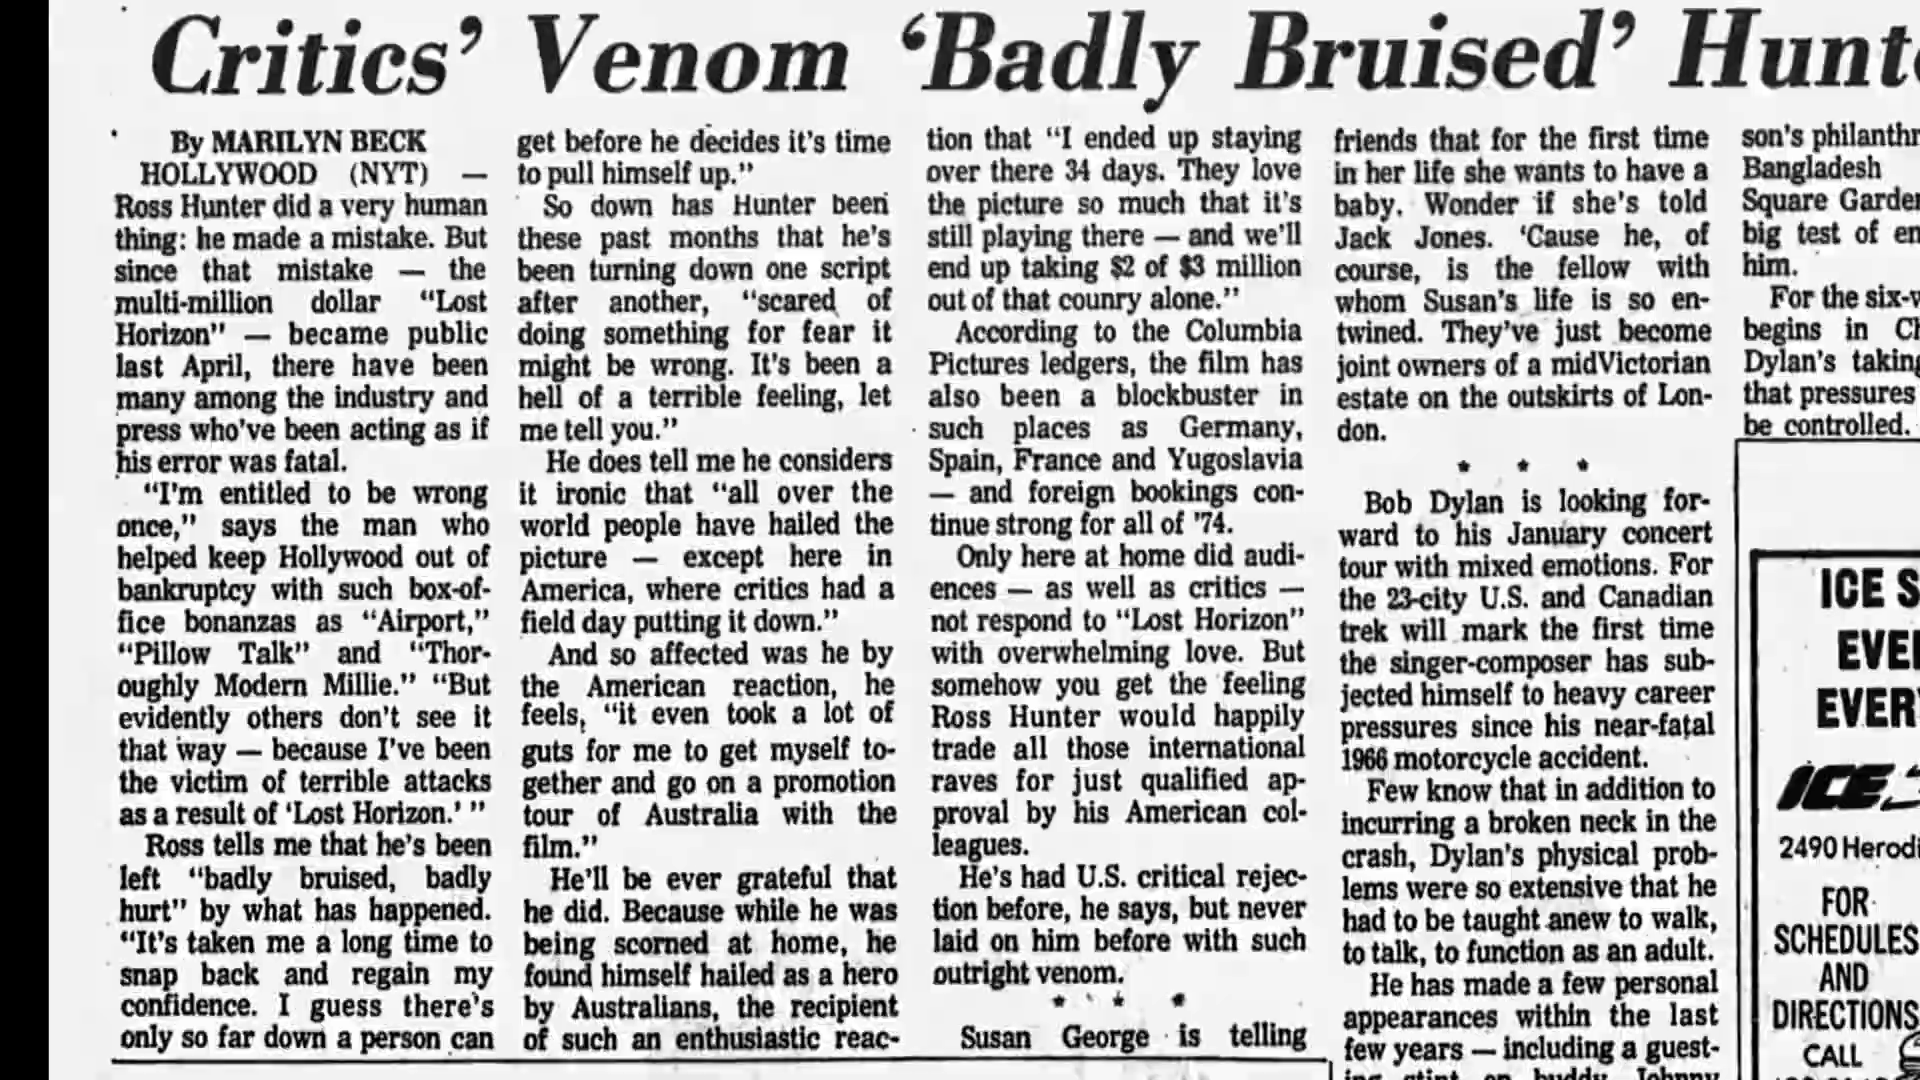 Critics' Venom 'Badly Bruised'
By MARILYN BECK
HOLLYWOOD (NYT) —
Ross Hunter did a very human
thing: he made a mistake. But
since that mistake — the
multi-million dollar "Lost
Horizon" — became public
last April, there have been
many among the industry and
press who've been acting as if
his error was fatal.
"I'm entitled to be wrong
once," says the man who
helped keep Hollywood out of
bankruptcy with such box-of-
fice bonanzas as "Airport,"
"Pillow Talk" and "Thor-
oughly Modern Millie." "But
evidently others don't see it
that way — because I've been
the victim of terrible attacks
as a result of 'Lost Horizon.' "
Ross tells me that he's been
left "badly bruised, badly
hurt" by what has happened.
"It's taken me a long time to
snap back and regain my
confidence. I guess there's
only so far down a person can
get before he decides it's time
to pull himself up."
So down has Hunter been
these past months that he's
been turning down one script
after another, "scared of
doing something for fear it
might be wrong. It's been a
hell of a terrible feeling, let
me tell you."
He does tell me he considers
it ironic that "all over the
world people have hailed the
picture — except here in
America, where critics had a
field day putting it down."
And so affected was he by
the American reaction, he
feels, "it even took a lot of
guts for me to get myself to-
gether and go on a promotion
tour of Australia with the
film."
He'll be ever grateful that
he did. Because while he was
being scorned at home, he
found himself hailed as a hero
by Australians, the recipient
of such an enthusiastic reac-
tion that "I ended up staying
over there 34 days. They love
the picture so much that it's
still playing there — and we'll
end up taking $2 of $3 million
out of that counry alone."
According to the Columbia
Pictures ledgers, the film has
also been a blockbuster in
such places as Germany,
Spain, France and Yugoslavia
— and foreign bookings con-
tinue strong for all of '74.
Only here at home did audi-
ences — as well as critics —
not respond to "Lost Horizon"
with overwhelming love. But
somehow you get the feeling
Ross Hunter would happily
trade all those international
raves for just qualified ap-
proval by his American col-
leagues.
He's had U.S. critical rejec-
tion before, he says, but never
laid on him before with such
outright venom.
* * *
Susan George is telling
friends that for the first time
in her life she wants to have a
baby. Wonder if she's told
Jack Jones. 'Cause he, of
course, is the fellow with
whom Susan's life is so en-
twined. They've just become
joint owners of a midVictorian
estate on the outskirts of Lon-
don.
* * *
Bob Dylan is looking for-
ward to his January concert
tour with mixed emotions. For
the 23-city U.S. and Canadian
trek will mark the first time
the singer-composer has sub-
jected himself to heavy career
pressures since his near-fatal
1966 motorcycle accident.
Few know that in addition to
incurring a broken neck in the
crash, Dylan's physical prob-
lems were so extensive that he
had to be taught anew to walk,
to talk, to function as an adult.
He has made a few personal
appearances within the last
few years — including a guest-
son's
Bangladesh
Square
big test of
him.
For the
begins in
Dylan's
that pressures
be controlled.
ICE
2490
FOR
SCHEDULES
AND
DIRECTIONS
CALL